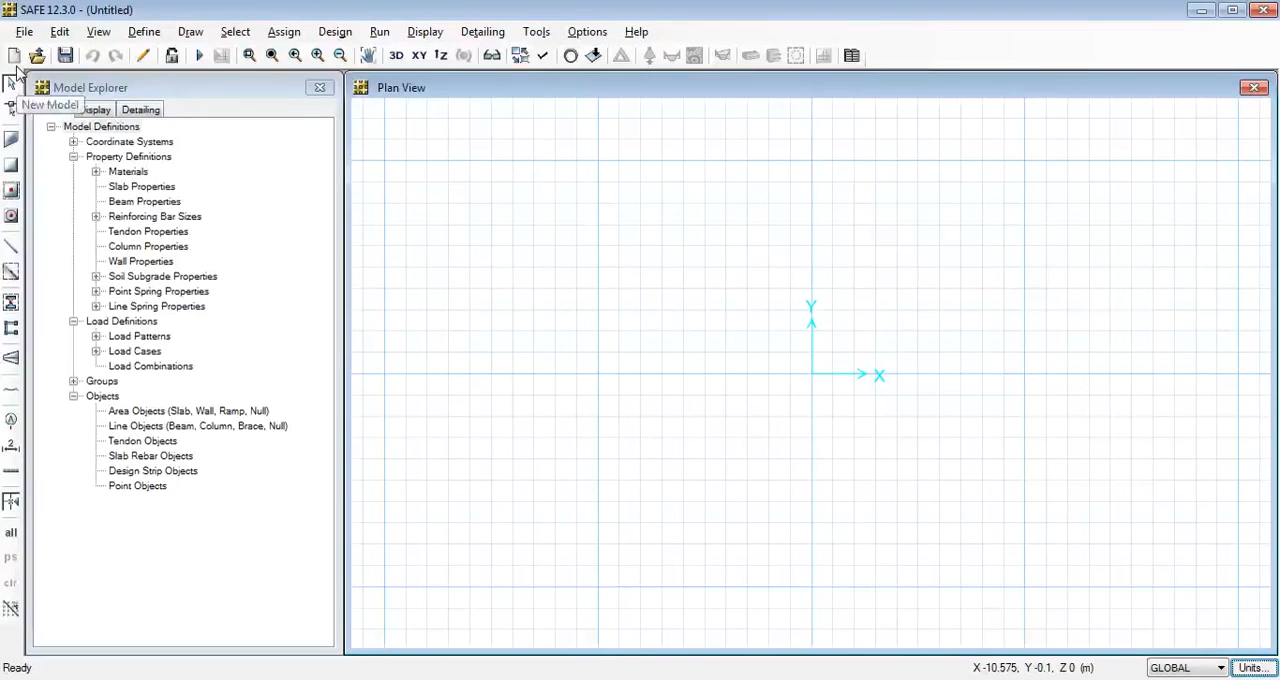 SAFE 12.3.0 - (Untitled)
File Edit View Define Draw Select Assign Design Run Display Detailing Tools Options Help
3D XY
Model Explorer
Plan View
New Model
Display Detailing
Model Definitions
Coordinate Systems
Property Definitions
Materials
Slab Properties
Beam Properties
Reinforcing Bar Sizes
Tendon Properties
Column Properties
Wall Properties
Soil Subgrade Properties
Point Spring Properties
Line Spring Properties
Load Definitions
Load Patterns
Load Cases
Load Combinations
Groups
Objects
Area Objects (Slab, Wall, Ramp, Null)
Line Objects (Beam, Column, Brace, Null)
Tendon Objects
Slab Rebar Objects
Design Strip Objects
Point Objects
Y
X
all
ps
clr
Ready
X -10.575, Y -0.1, Z 0 (m)
GLOBAL
Units...